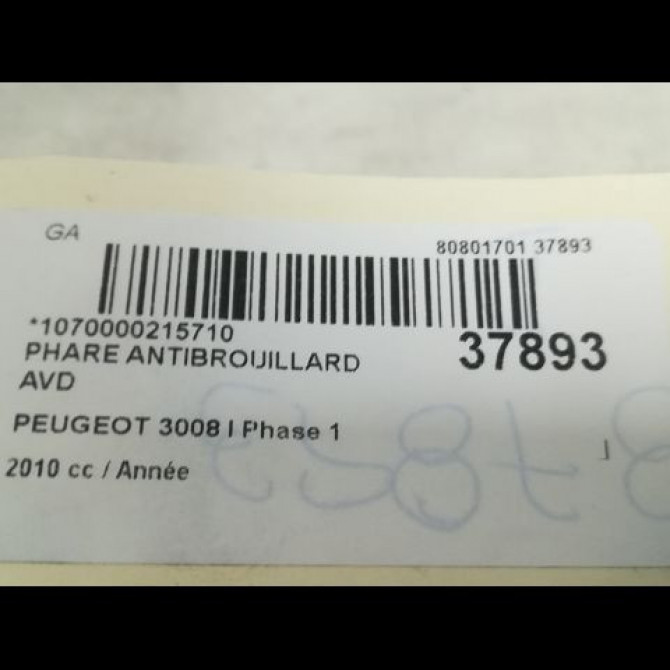 GA
80801701 37893
*1070000215710
37893
PHARE ANTIBROUILLARD
AVD
PEUGEOT 3008 I Phase 1
2010 cc / Année